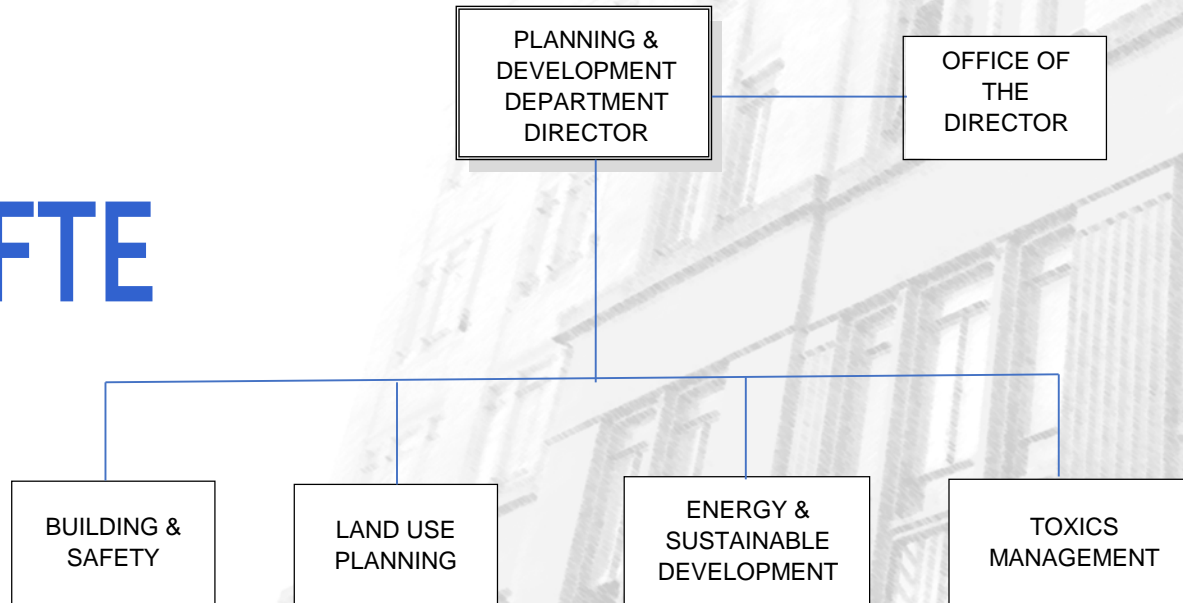 PLANNING &
DEVELOPMENT
DEPARTMENT
DIRECTOR
OFFICE OF
THE
DIRECTOR
FTE
BUILDING &
SAFETY
LAND USE
PLANNING
ENERGY &
SUSTAINABLE
DEVELOPMENT
TOXICS
MANAGEMENT